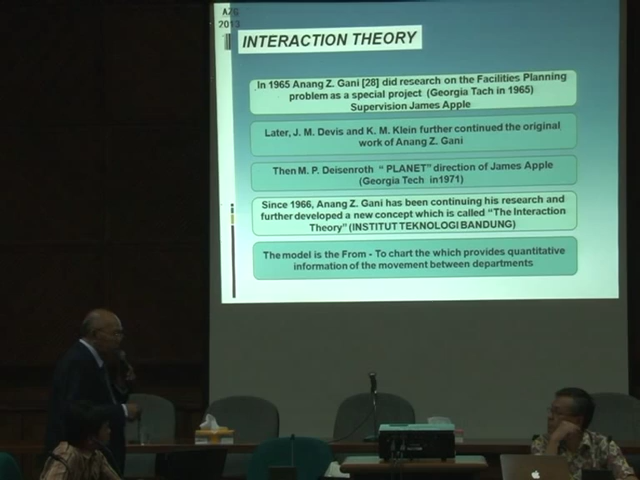 AZG
2013
INTERACTION THEORY
In 1965 Anang Z. Gani [28] did research on the Facilities Planning
problem as a special project (Georgia Tach in 1965)
Supervision James Apple
Later, J. M. Devis and K. M. Klein further continued the original
work of Anang Z. Gani
Then M. P. Deisenroth “ PLANET” direction of James Apple
(Georgia Tech in1971)
Since 1966, Anang Z. Gani has been continuing his research and
further developed a new concept which is called “The Interaction
Theory” (INSTITUT TEKNOLOGI BANDUNG)
The model is the From - To chart the which provides quantitative
information of the movement between departments